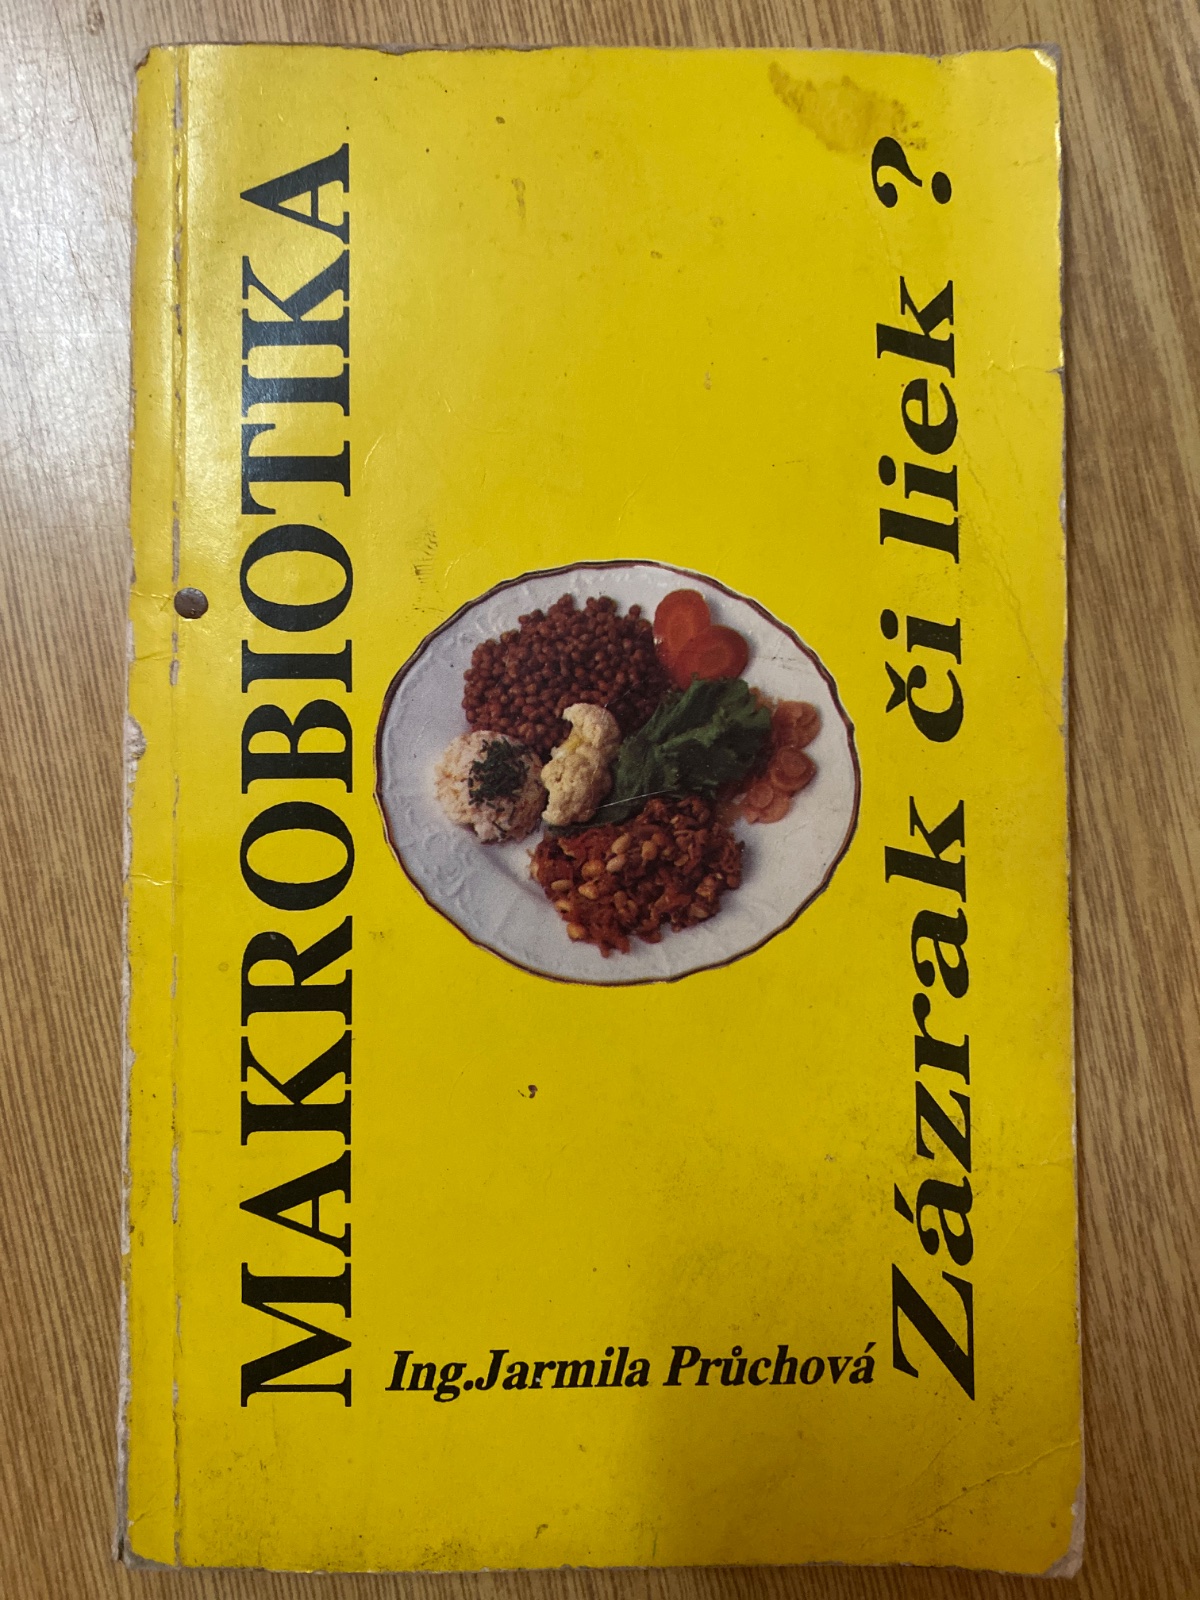 MAKROBIOTIKA
Ing.Jarmila Průchová
Zázrak či liek ?